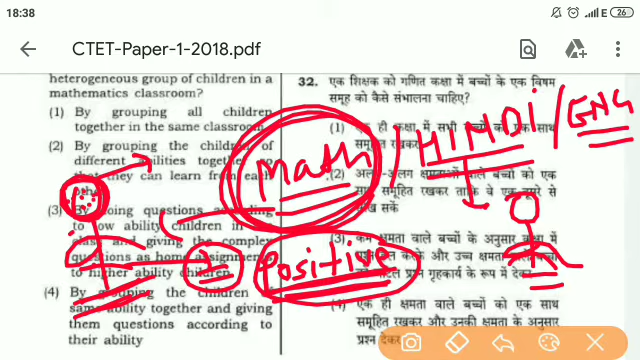 18:38
E 26
CTET-Paper-1-2018.pdf
heterogeneous group of children in a
mathematics classroom?
(1) By grouping all children
together in the same classroom
(2) By grouping the children of
different abilities together so
that they can learn from each
(3) By doing questions according
to low ability children in
class and giving the complex
questions as home assignment
to higher ability children
(4) By grouping the children of
same ability together and giving
them questions according to
their ability
32. एक शिक्षक को गणित कक्षा में बच्चों के एक विषम
समूह को कैसे संभालना चाहिए?
(1) एक ही कक्षा में सभी बच्चों को एक साथ
समूहित रखकर
(2) अलग-अलग क्षमताओं वाले बच्चों को एक
साथ समूहित रखकर ताकि वे एक दूसरे से
सीख सकें
(3) कम क्षमता वाले बच्चों के अनुसार कक्षा में
प्रश्न हल करके और उच्च क्षमता वाले बच्चों
को जटिल प्रश्न गृहकार्य के रूप में देकर
(4) एक ही क्षमता वाले बच्चों को एक साथ
समूहित रखकर और उनकी क्षमता के अनुसार
प्रश्न देकर
math / HINDI / ENG
2 positive